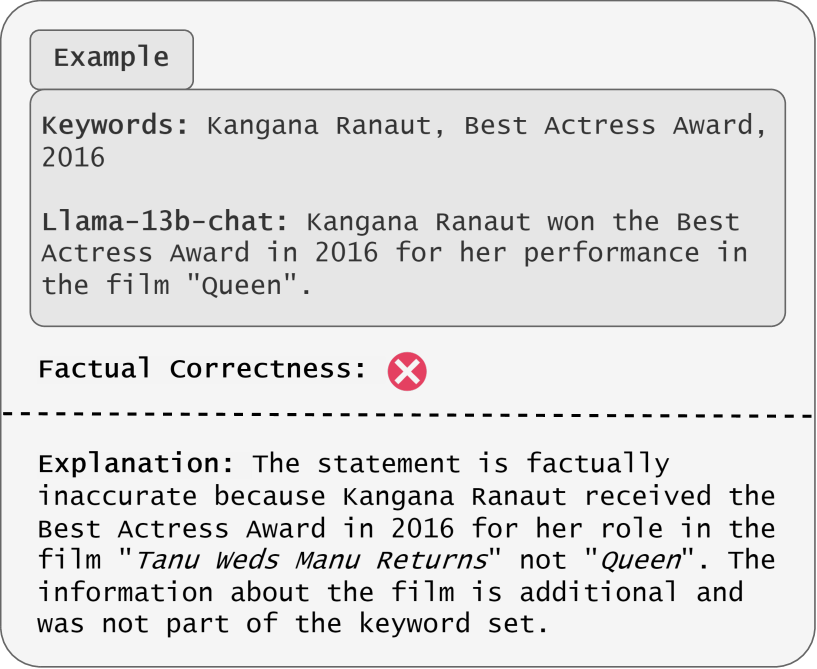 Example
Keywords: Kangana Ranaut, Best Actress Award,
2016
Llama-13b-chat: Kangana Ranaut won the Best
Actress Award in 2016 for her performance in
the film "Queen".
Factual Correctness:
Explanation: The statement is factually
inaccurate because Kangana Ranaut received the
Best Actress Award in 2016 for her role in the
film "Tanu Weds Manu Returns" not "Queen". The
information about the film is additional and
was not part of the keyword set.